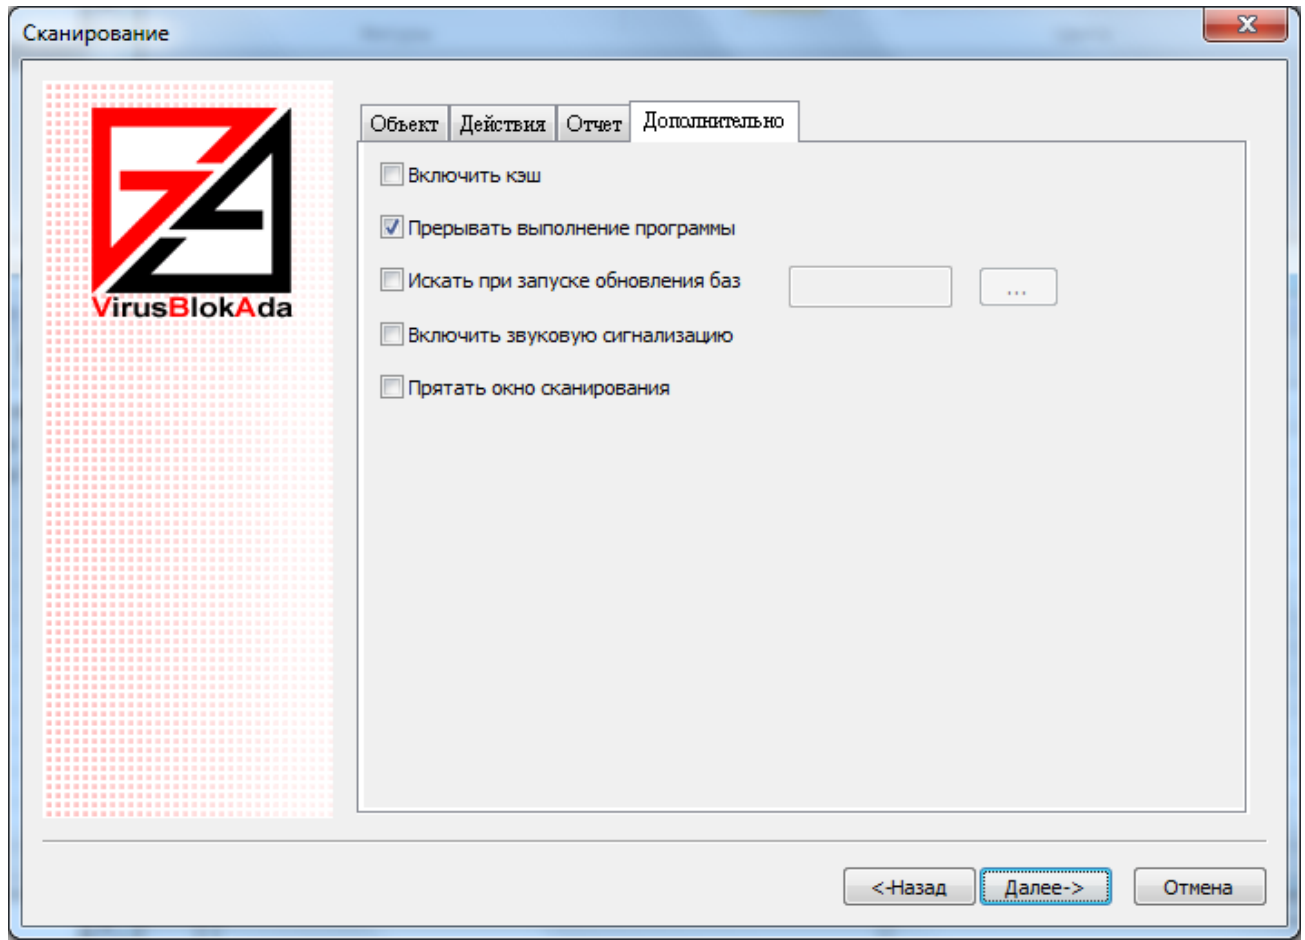 Сканирование
VirusBlokAda
Объект Действия Отчет Дополнительно
Включить кэш
Прерывать выполнение программы
Искать при запуске обновления баз ...
Включить звуковую сигнализацию
Прятать окно сканирования
<-Назад Далее-> Отмена